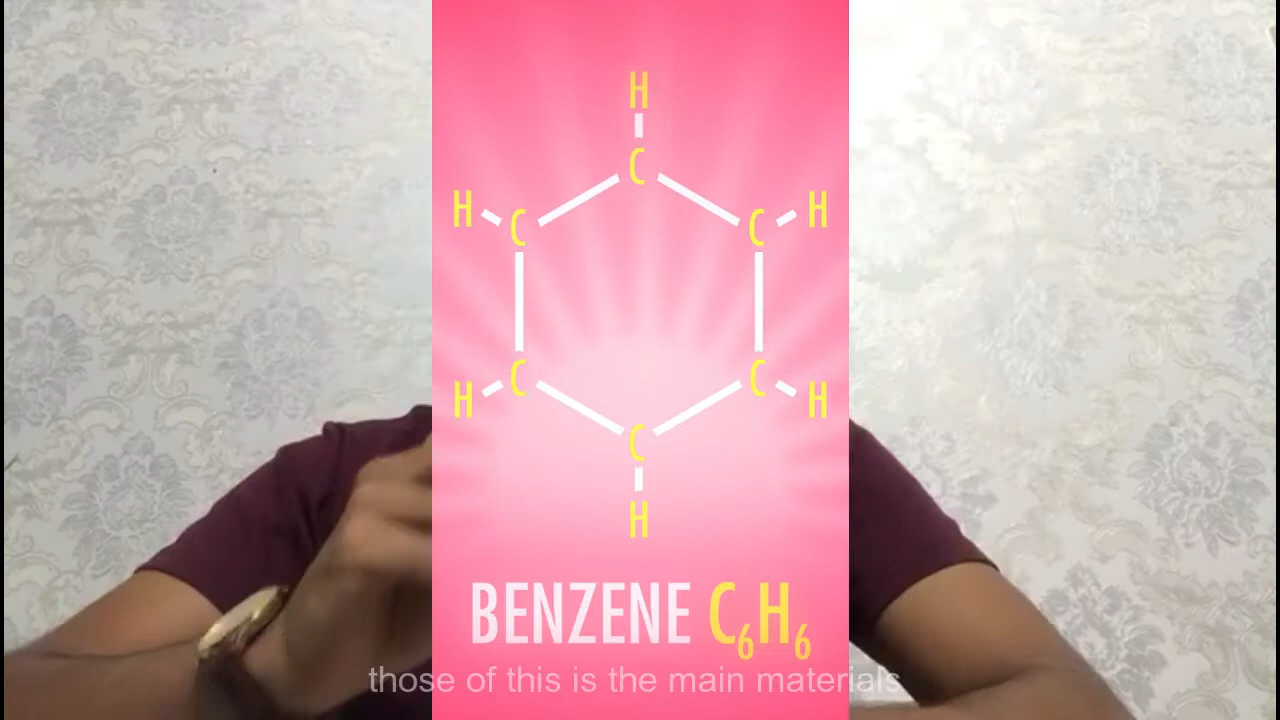 H
C
H C C H
H C C H
C
H
BENZENE C₆H₆
those of this is the main materials